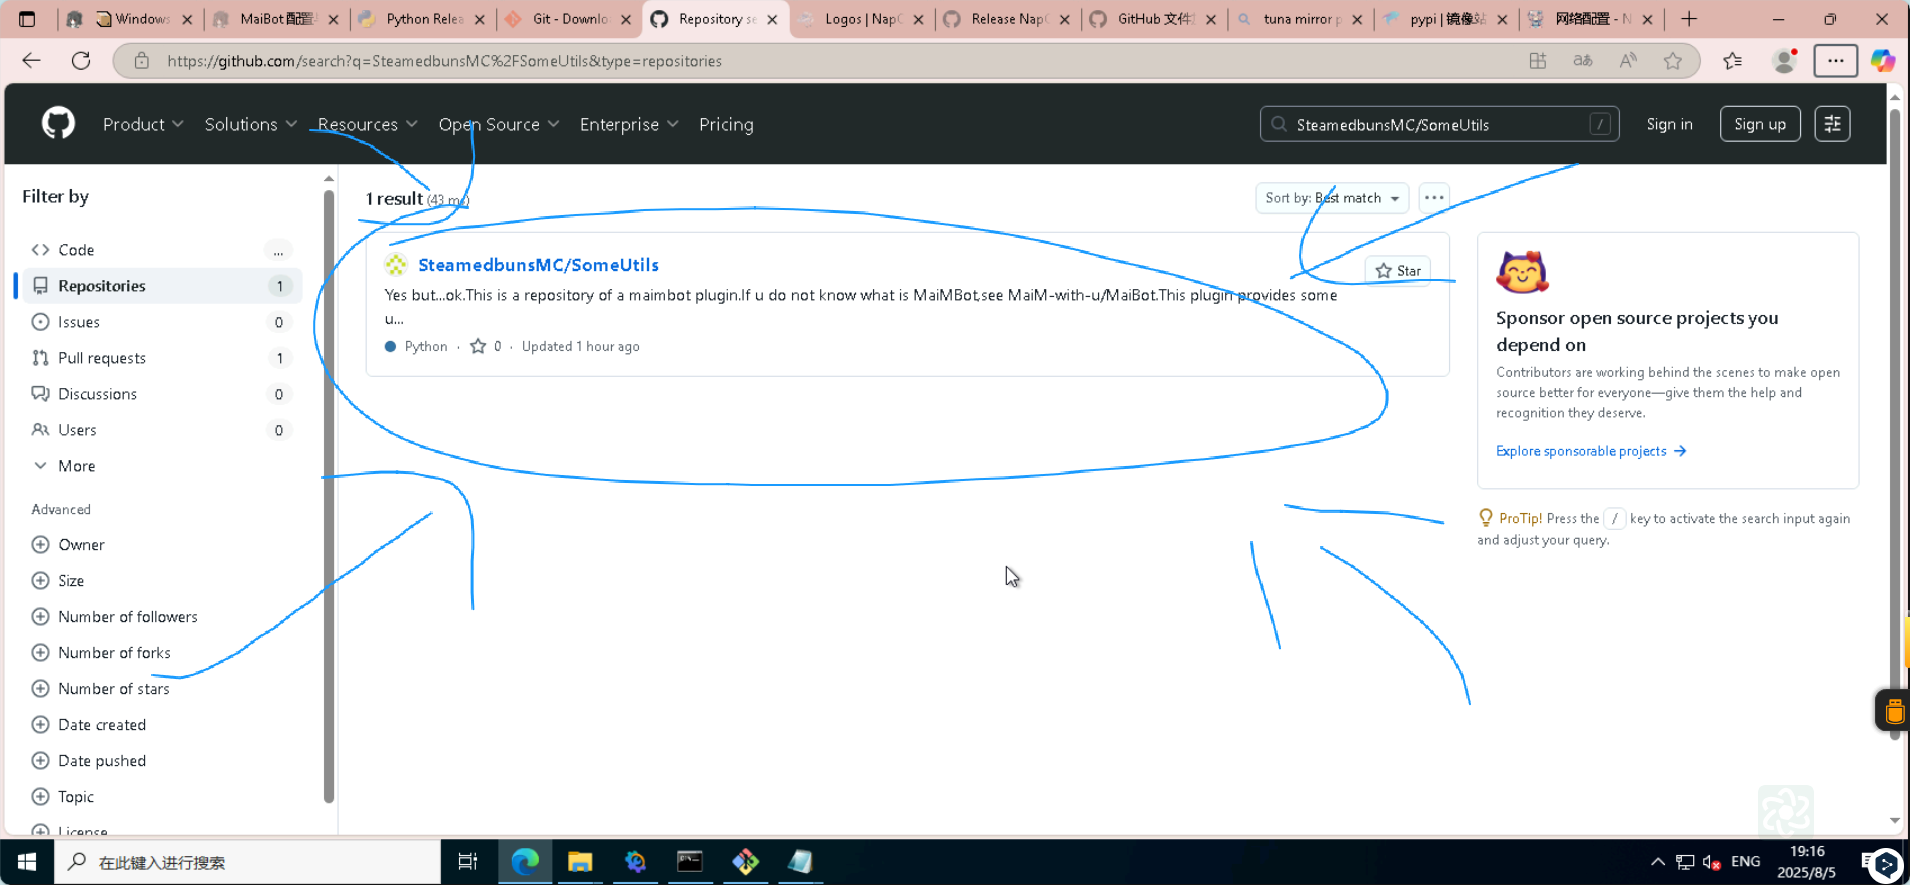 Windows
MaiBot 配置
Python Relea
Git - Downlo
Repository se
Logos | Nap
Release Nap
GitHub 文件
tuna mirror p
pypi | 镜像站
网络配置 - N
https://github.com/search?q=SteamedbunsMC%2FSomeUtils&type=repositories
Product
Solutions
Resources
Open Source
Enterprise
Pricing
SteamedbunsMC/SomeUtils
/
Sign in
Sign up
Filter by
Code
...
Repositories
1
Issues
0
Pull requests
1
Discussions
0
Users
0
More
Advanced
Owner
Size
Number of followers
Number of forks
Number of stars
Date created
Date pushed
Topic
License
1 result (43 ms)
Sort by: Best match
SteamedbunsMC/SomeUtils
Star
Yes but...ok.This is a repository of a maimbot plugin.If u do not know what is MaiMBot,see MaiM-with-u/MaiBot.This plugin provides some
u...
Python · 0 · Updated 1 hour ago
Sponsor open source projects you
depend on
Contributors are working behind the scenes to make open
source better for everyone—give them the help and
recognition they deserve.
Explore sponsorable projects →
ProTip! Press the / key to activate the search input again
and adjust your query.
在此键入进行搜索
ENG
19:16
2025/8/5